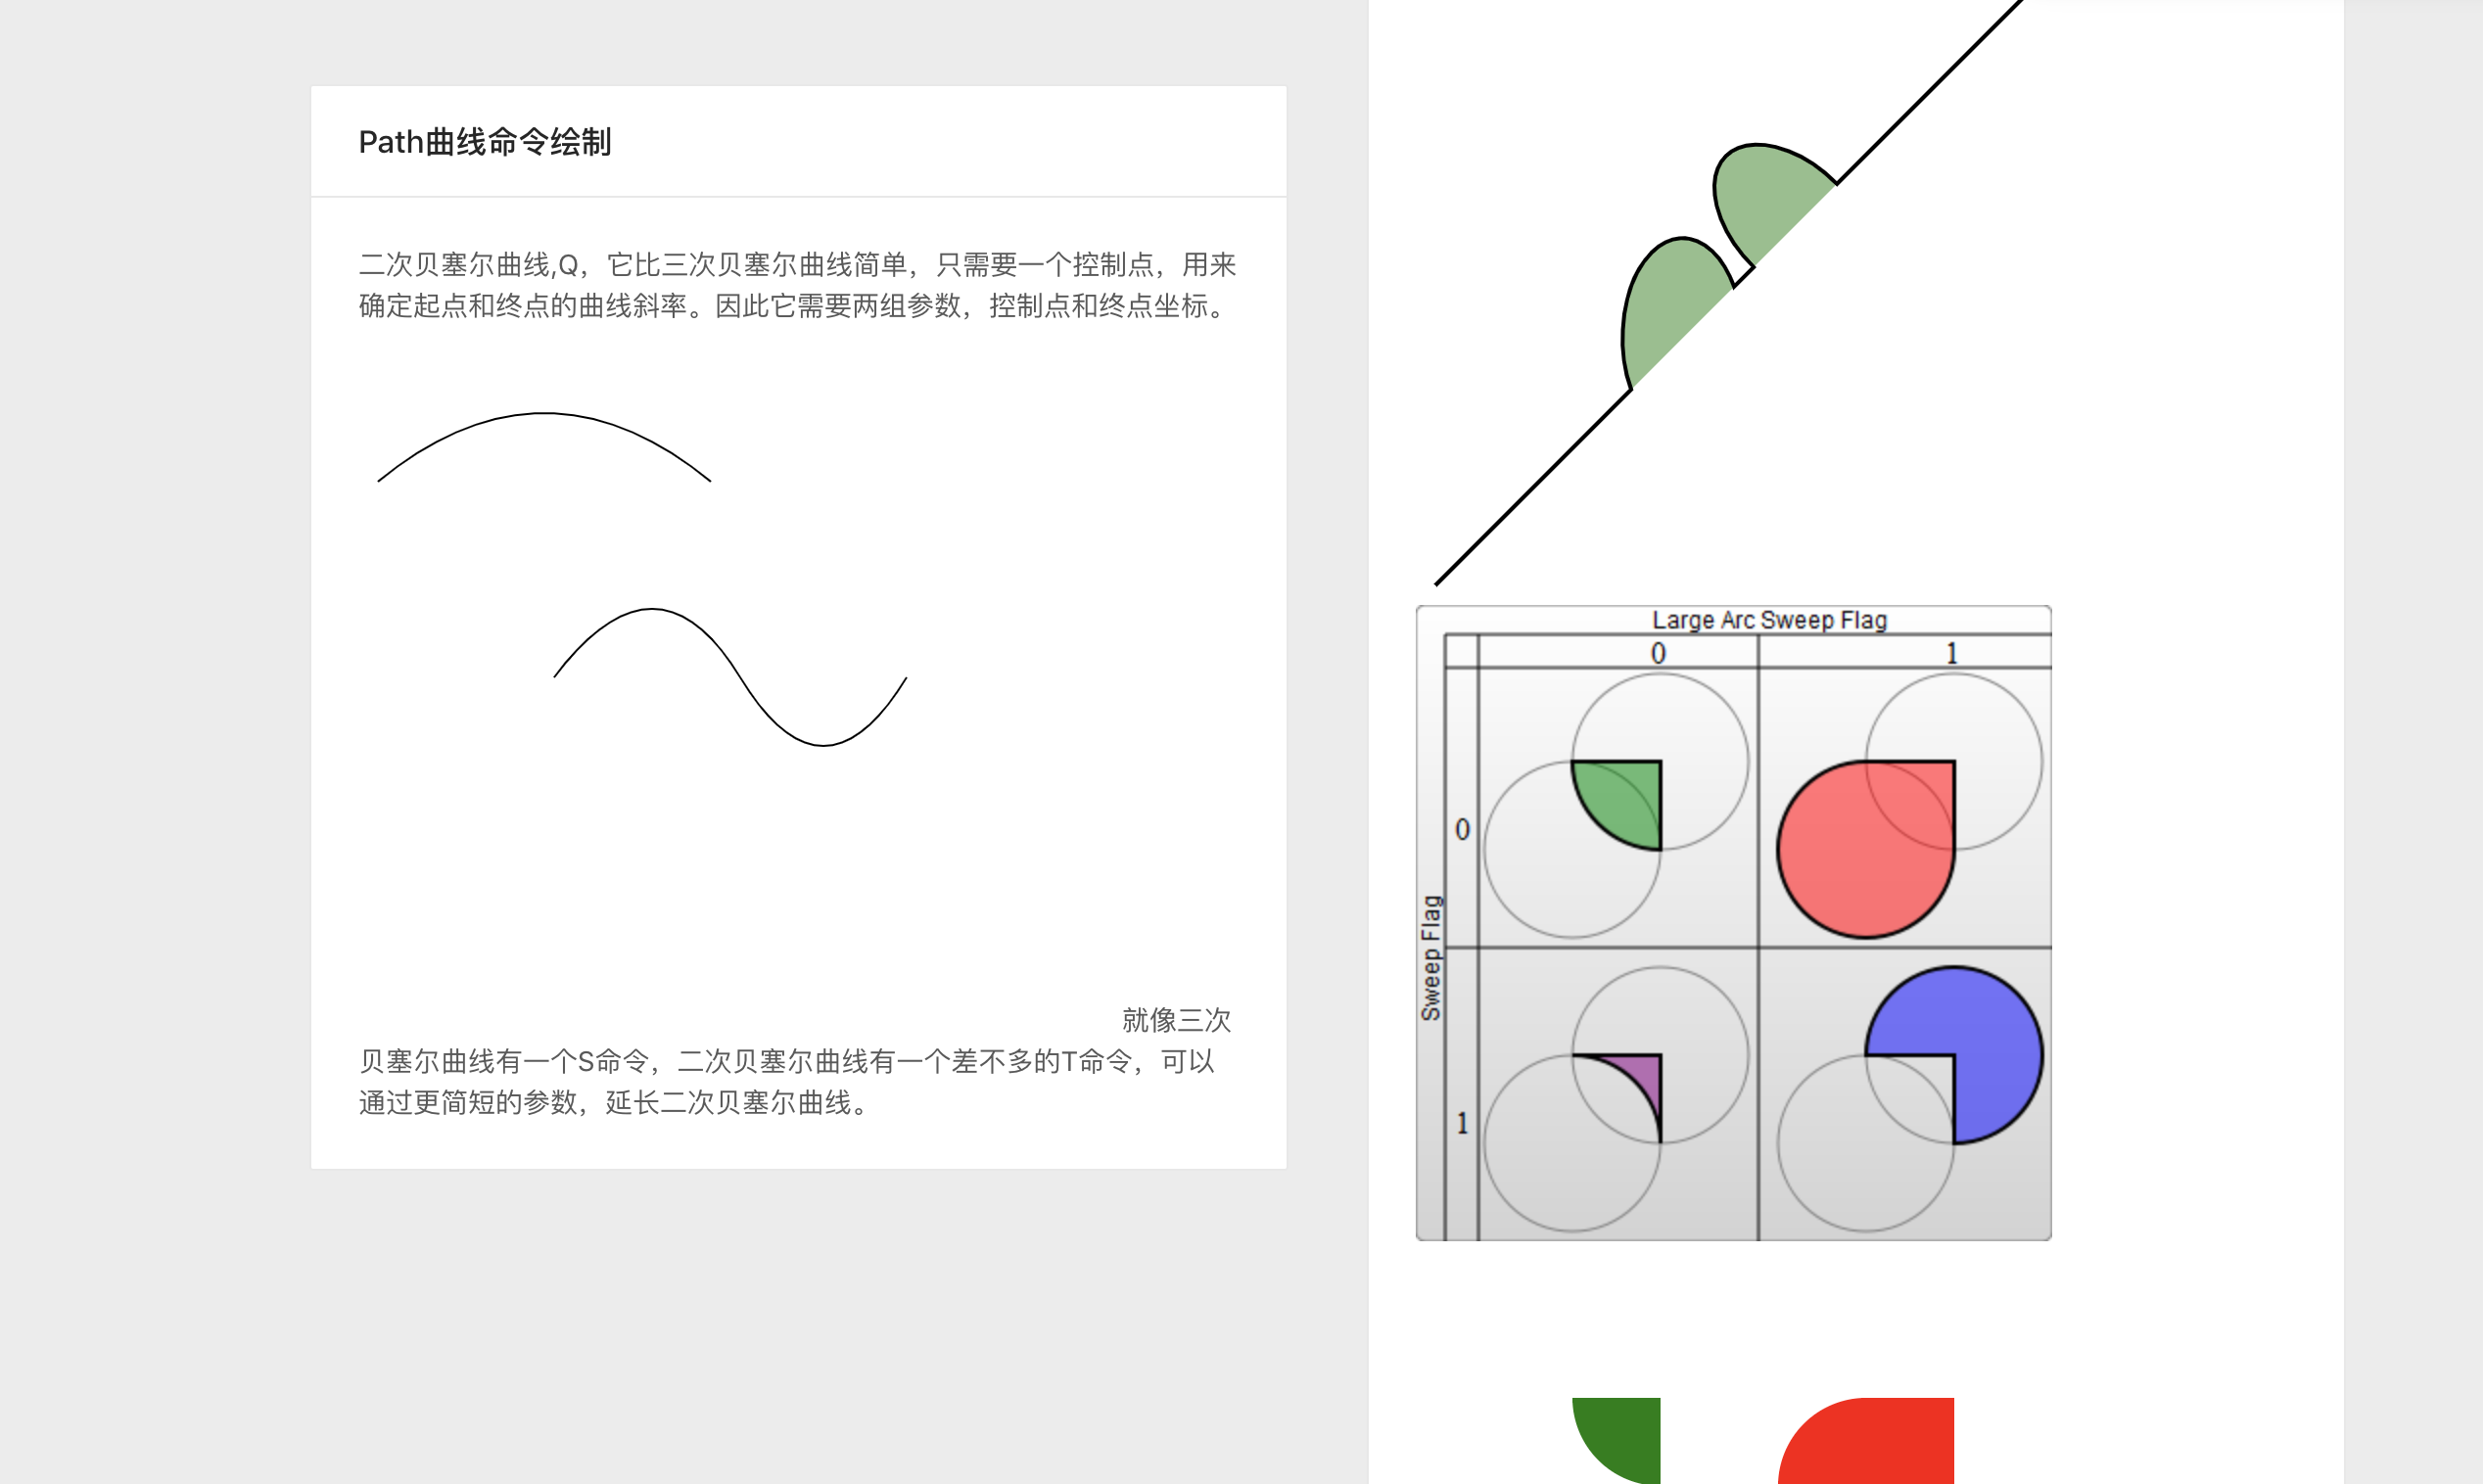 Path曲线命令绘制
二次贝塞尔曲线,Q，它比三次贝塞尔曲线简单，只需要一个控制点，用来
确定起点和终点的曲线斜率。因此它需要两组参数，控制点和终点坐标。
就像三次
贝塞尔曲线有一个S命令，二次贝塞尔曲线有一个差不多的T命令，可以
通过更简短的参数，延长二次贝塞尔曲线。
Large Arc Sweep Flag
0 1
0
Sweep Flag
1